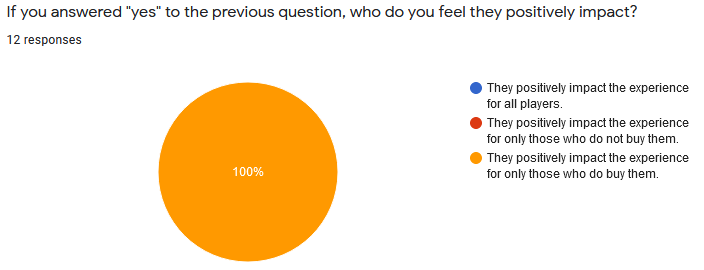 If you answered "yes" to the previous question, who do you feel they positively impact?
12 responses
100%
They positively impact the experience
for all players.
They positively impact the experience
for only those who do not buy them.
They positively impact the experience
for only those who do buy them.